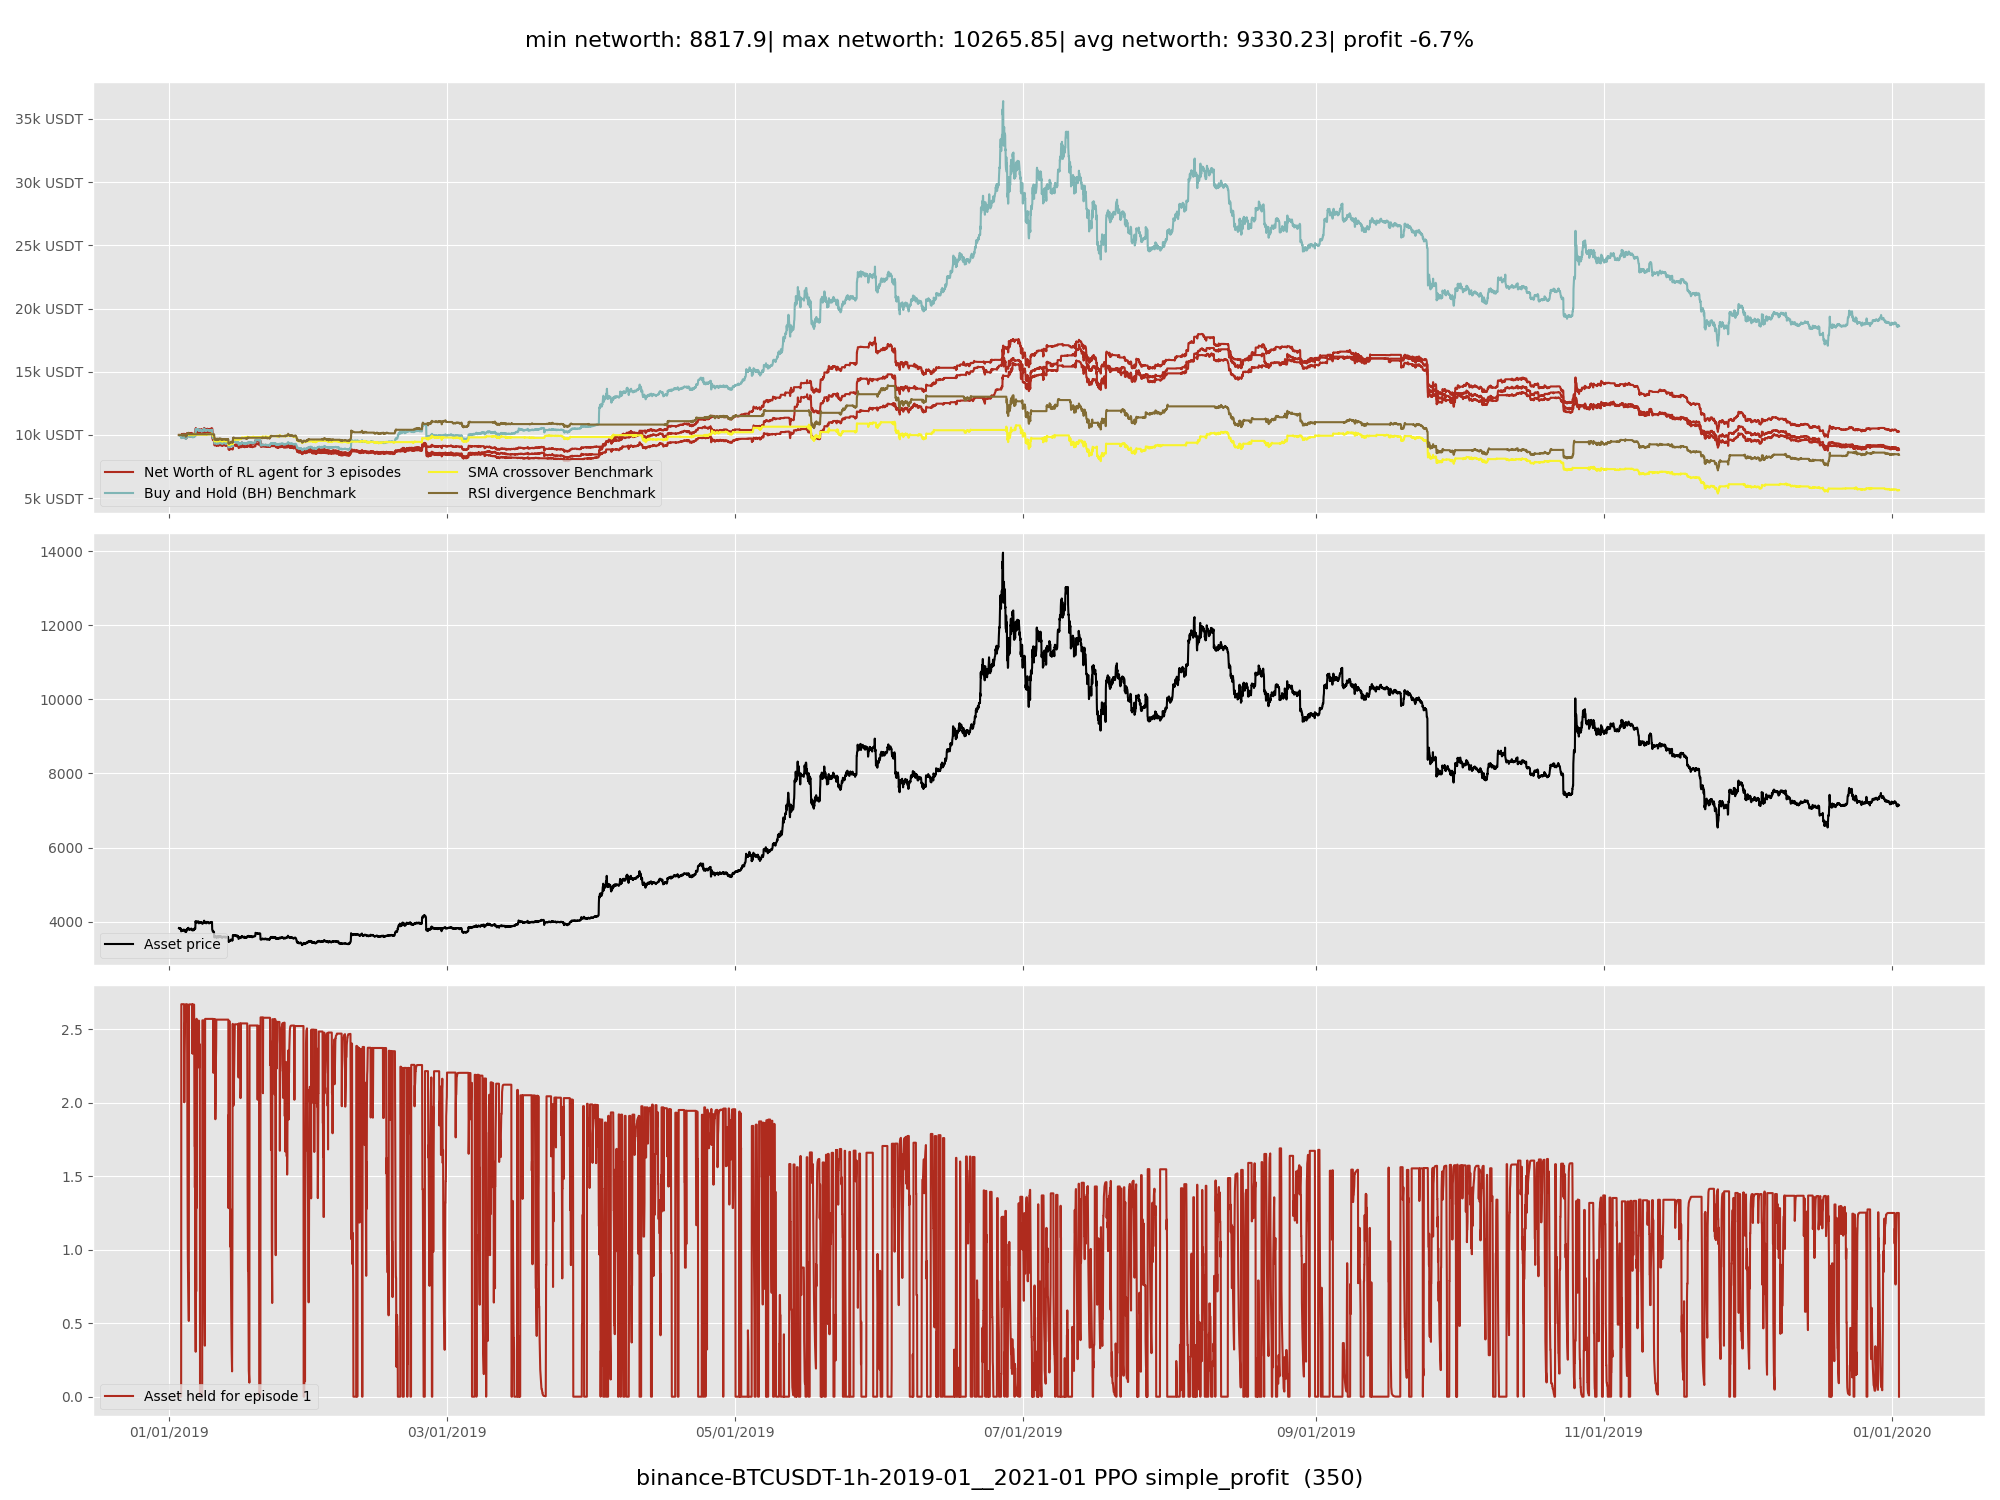 min networth: 8817.9| max networth: 10265.85| avg networth: 9330.23| profit -6.7%
35k USDT
30k USDT
25k USDT
20k USDT
15k USDT
10k USDT
5k USDT
Net Worth of RL agent for 3 episodes
Buy and Hold (BH) Benchmark
SMA crossover Benchmark
RSI divergence Benchmark
14000
12000
10000
8000
6000
4000
Asset price
2.5
2.0
1.5
1.0
0.5
0.0
Asset held for episode 1
01/01/2019 03/01/2019 05/01/2019 07/01/2019 09/01/2019 11/01/2019 01/01/2020
binance-BTCUSDT-1h-2019-01__2021-01 PPO simple_profit (350)